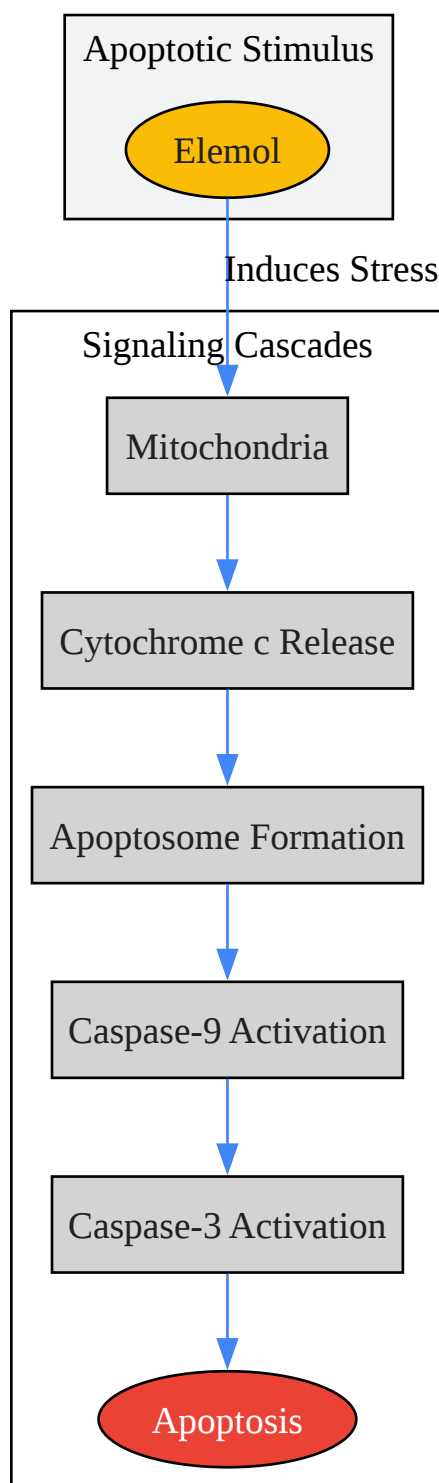 Apoptotic Stimulus
Elemol
Induces Stress
Signaling Cascades
Mitochondria
Cytochrome c Release
Apoptosome Formation
Caspase-9 Activation
Caspase-3 Activation
Apoptosis